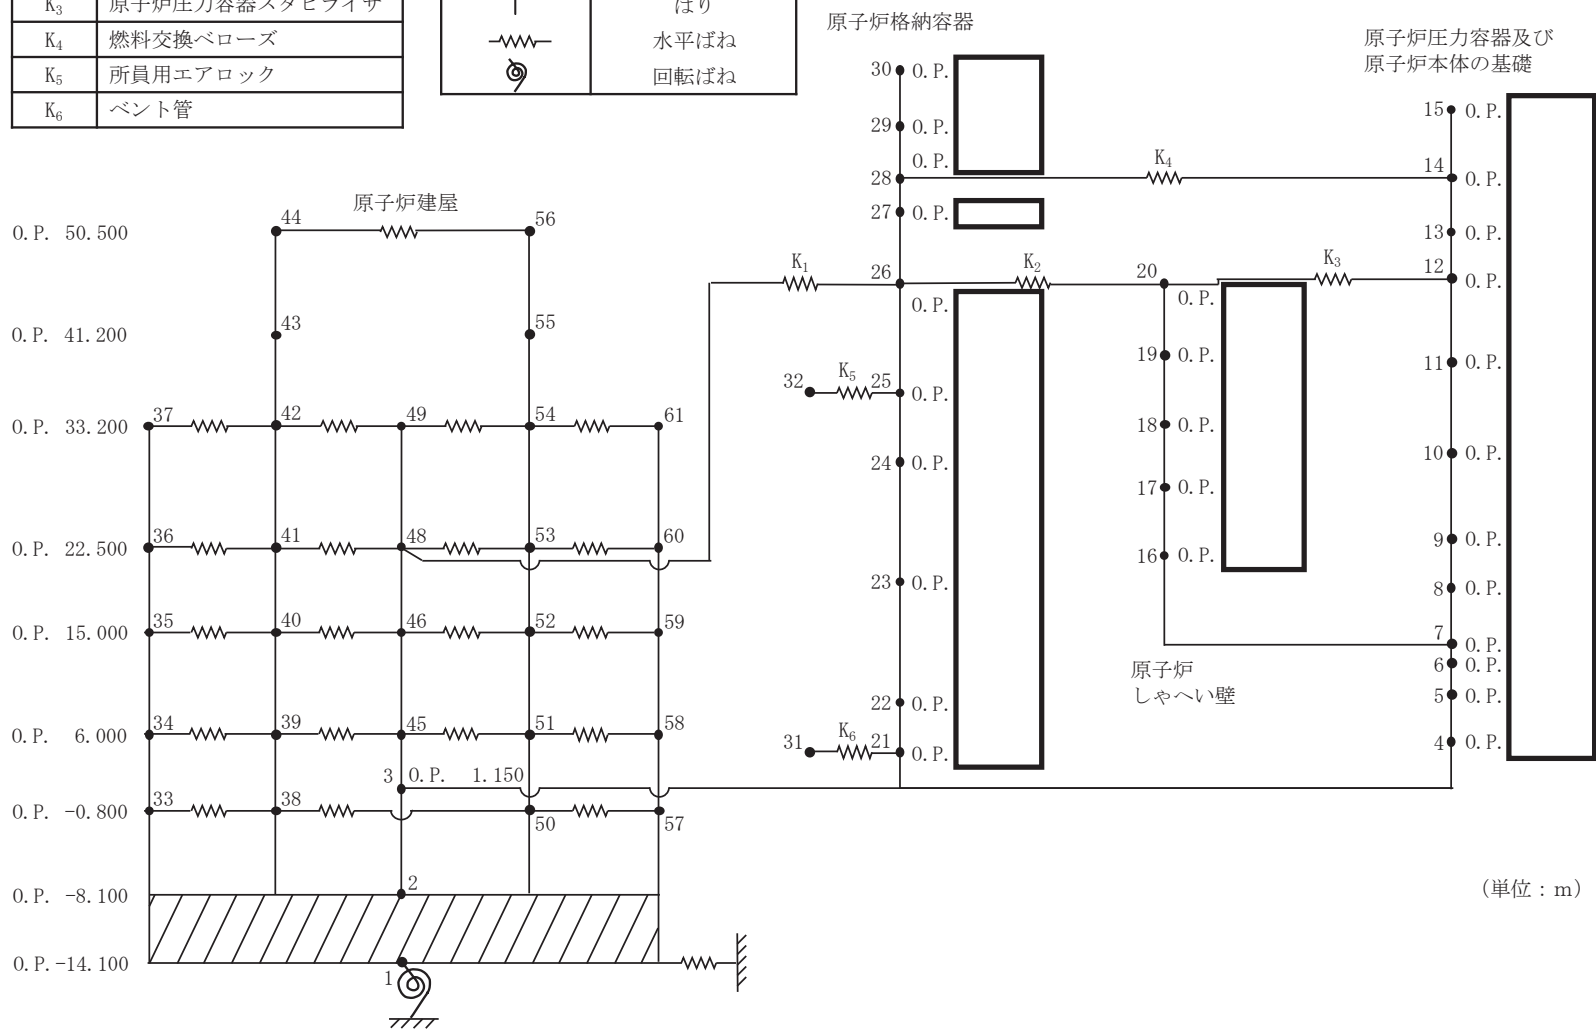 K₃ 原子炉圧力容器スタビライザ
K₄ 燃料交換ベローズ
K₅ 所員用エアロック
K₆ ベント管
はり
水平ばね
回転ばね
原子炉格納容器
原子炉圧力容器及び
原子炉本体の基礎
30 O.P.
29 O.P.
O.P.
28
27 O.P.
26
O.P.
32 K₅ 25 O.P.
24 O.P.
23 O.P.
22 O.P.
31 K₆ 21 O.P.
K₁
K₂
K₃
K₄
20
O.P.
19 O.P.
18 O.P.
17 O.P.
16 O.P.
原子炉
しゃへい壁
15 O.P.
14 O.P.
13 O.P.
12 O.P.
11 O.P.
10 O.P.
9 O.P.
8 O.P.
7 O.P.
6 O.P.
5 O.P.
4 O.P.
原子炉建屋
O.P. 50.500 44 56
O.P. 41.200 43 55
O.P. 33.200 37 42 49 54 61
O.P. 22.500 36 41 48 53 60
O.P. 15.000 35 40 46 52 59
O.P. 6.000 34 39 45 51 58
3 O.P. 1.150
O.P. -0.800 33 38 50 57
O.P. -8.100 2
O.P. -14.100 1
(単位：m)